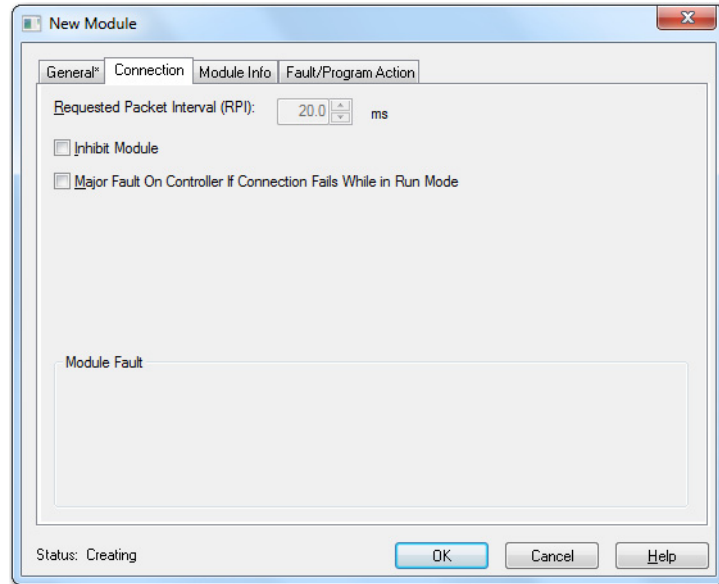 New Module
General* Connection Module Info Fault/Program Action
Requested Packet Interval (RPI): 20.0 ms
Inhibit Module
Major Fault On Controller If Connection Fails While in Run Mode
Module Fault
Status: Creating OK Cancel Help